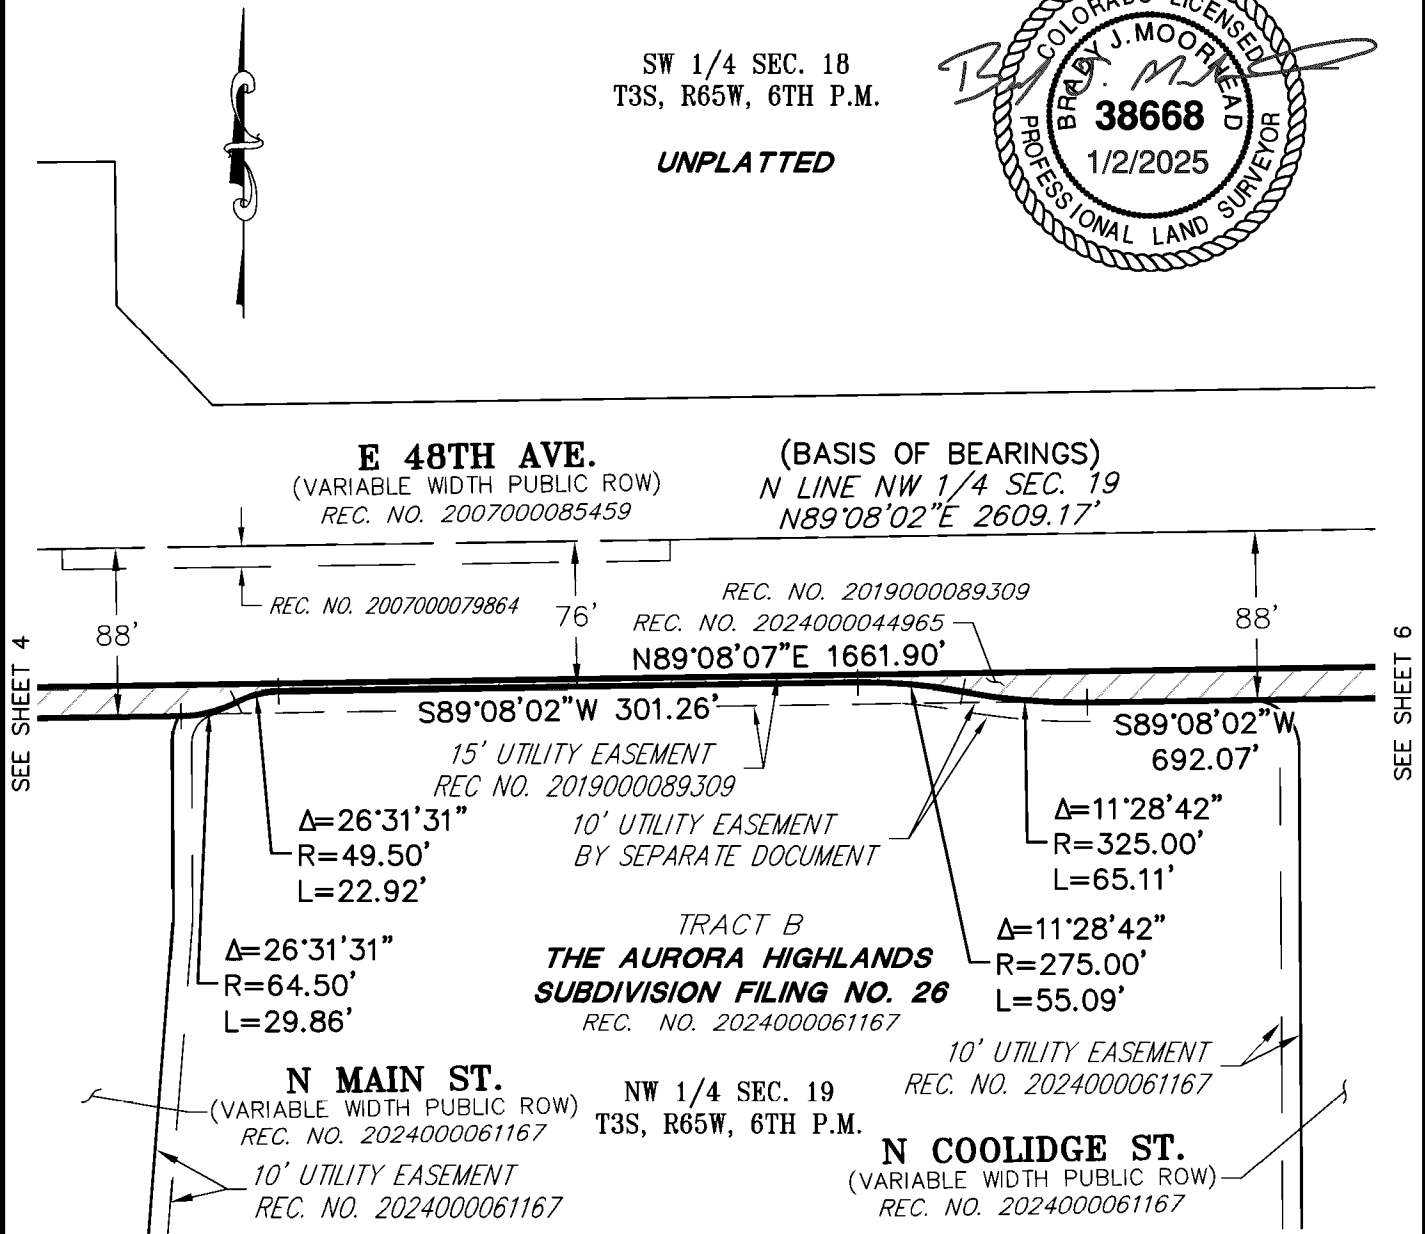 SW 1/4 SEC. 18
T3S, R65W, 6TH P.M.
UNPLATTED
COLORADO LICENSED
BRADY J. MOORHEAD
38668
1/2/2025
PROFESSIONAL LAND SURVEYOR
E 48TH AVE.
(VARIABLE WIDTH PUBLIC ROW)
REC. NO. 2007000085459
(BASIS OF BEARINGS)
N LINE NW 1/4 SEC. 19
N89°08'02"E 2609.17'
REC. NO. 2007000079864
88'
76'
88'
REC. NO. 2019000089309
REC. NO. 2024000044965
N89°08'07"E 1661.90'
SEE SHEET 4
SEE SHEET 6
S89°08'02"W 301.26'
S89°08'02"W
692.07'
15' UTILITY EASEMENT
REC NO. 2019000089309
10' UTILITY EASEMENT
BY SEPARATE DOCUMENT
Δ=26°31'31"
R=49.50'
L=22.92'
Δ=11°28'42"
R=325.00'
L=65.11'
Δ=26°31'31"
R=64.50'
L=29.86'
TRACT B
THE AURORA HIGHLANDS
SUBDIVISION FILING NO. 26
REC. NO. 2024000061167
Δ=11°28'42"
R=275.00'
L=55.09'
10' UTILITY EASEMENT
REC. NO. 2024000061167
N MAIN ST.
(VARIABLE WIDTH PUBLIC ROW)
REC. NO. 2024000061167
NW 1/4 SEC. 19
T3S, R65W, 6TH P.M.
10' UTILITY EASEMENT
REC. NO. 2024000061167
N COOLIDGE ST.
(VARIABLE WIDTH PUBLIC ROW)
REC. NO. 2024000061167